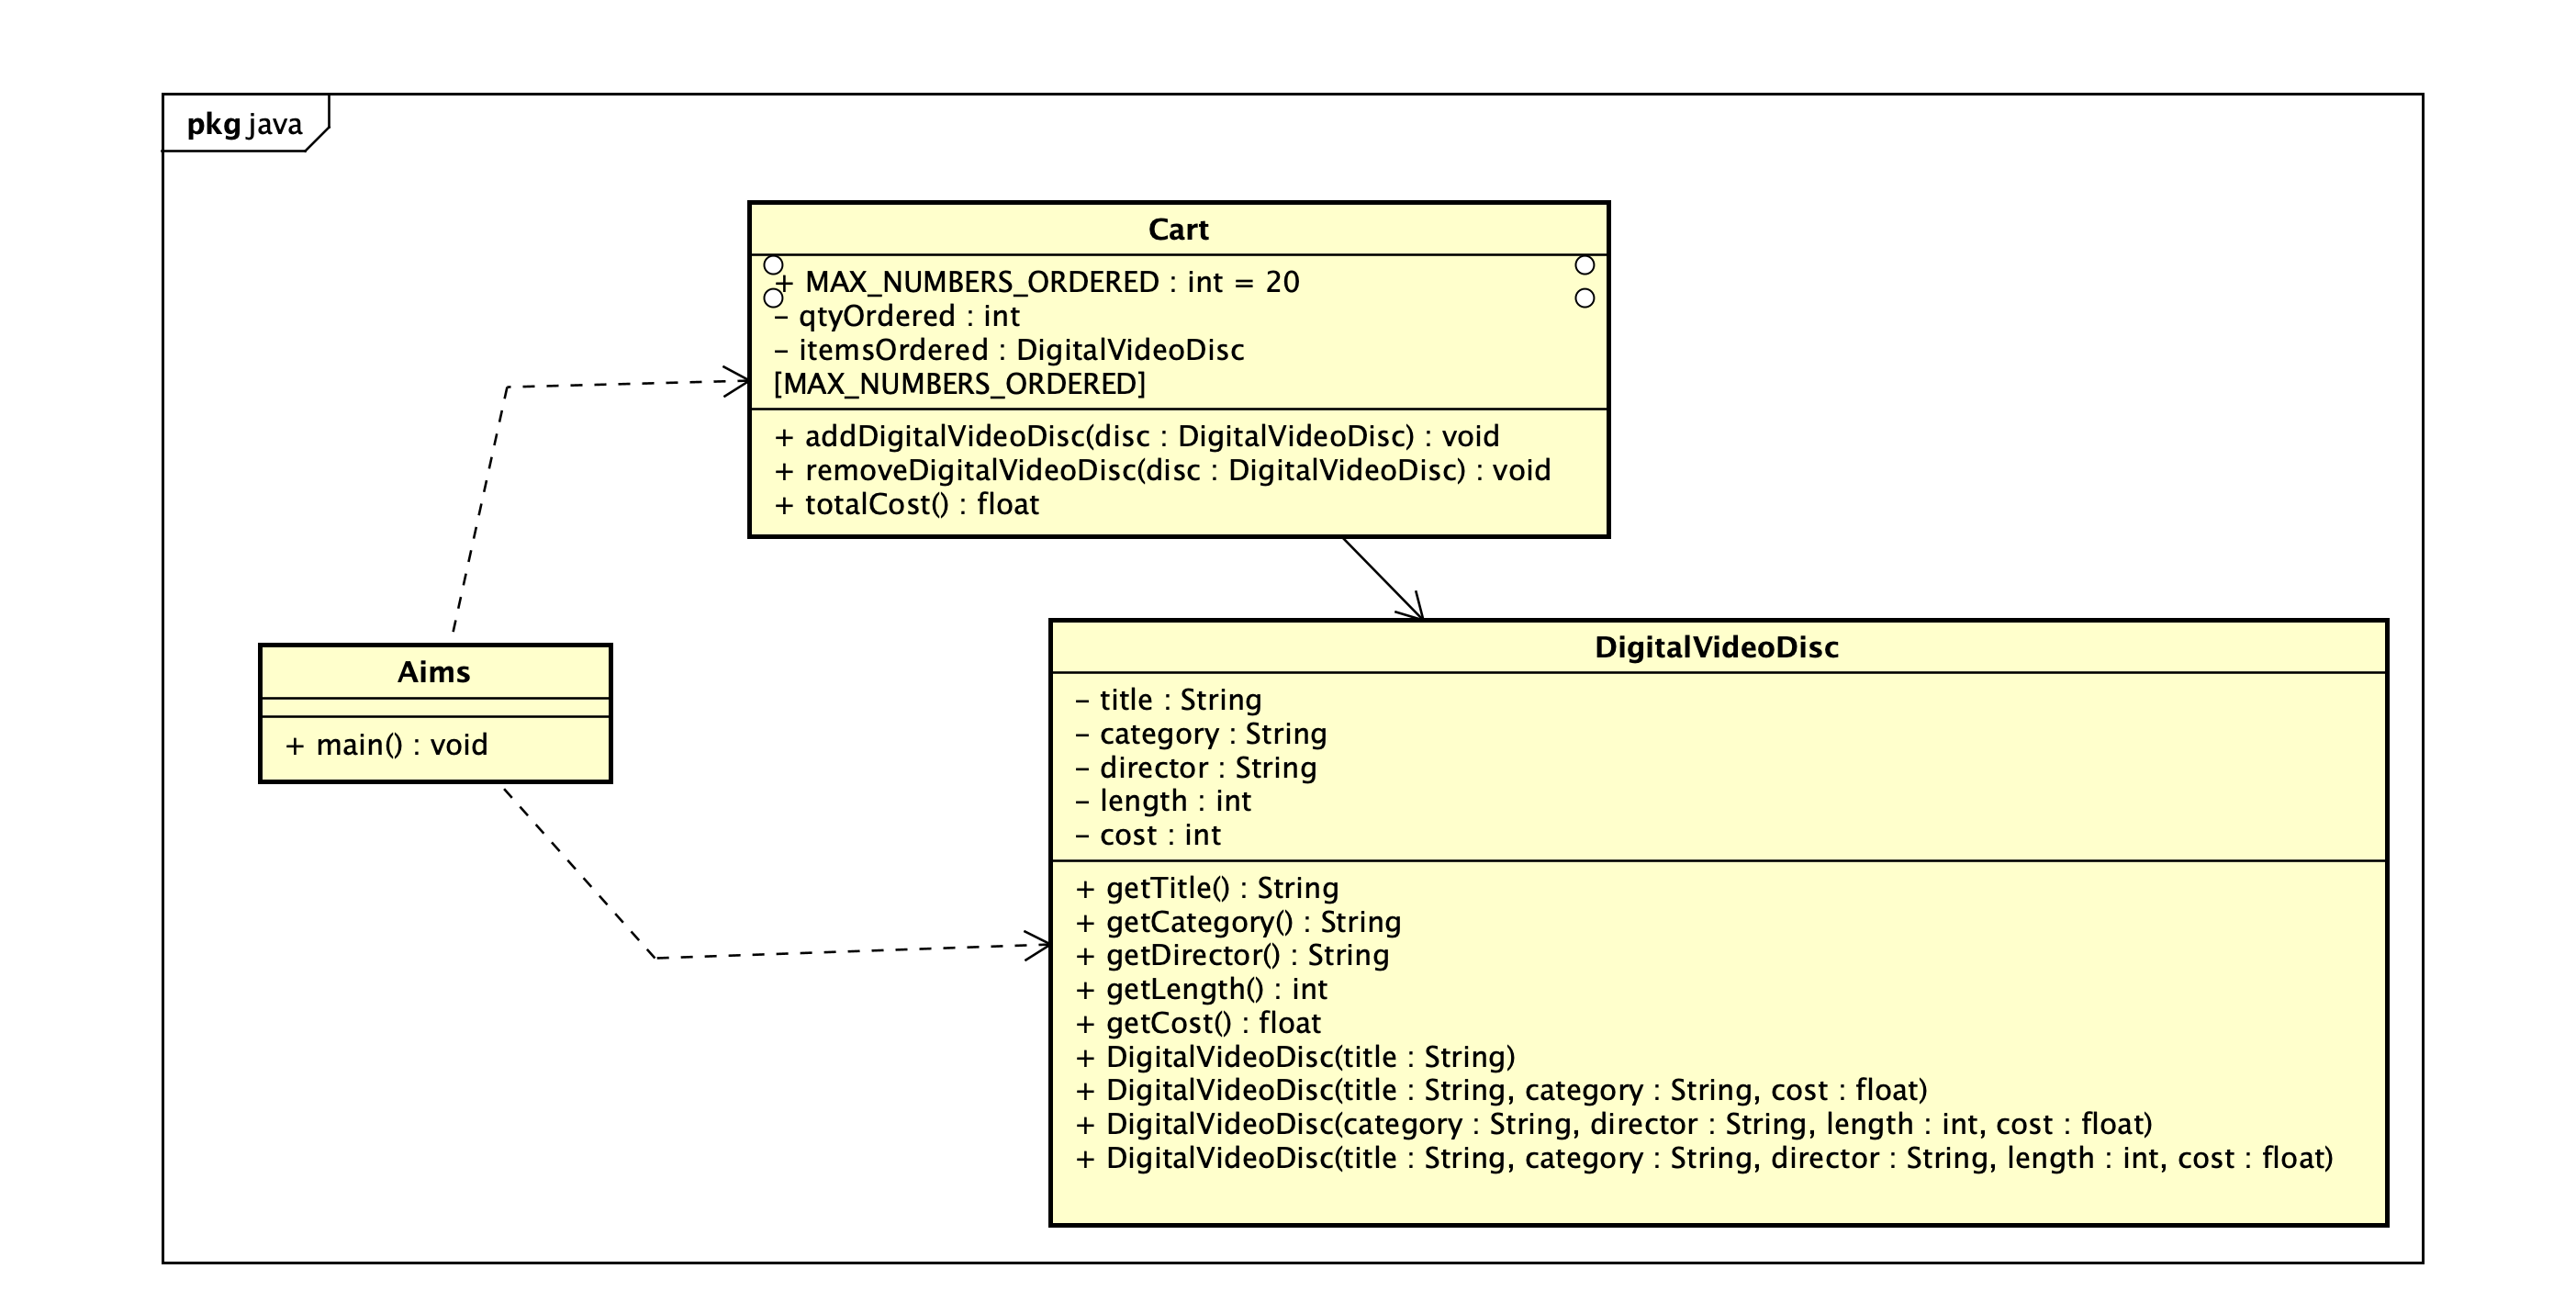 pkg java
Cart
+ MAX_NUMBERS_ORDERED : int = 20
- qtyOrdered : int
- itemsOrdered : DigitalVideoDisc
[MAX_NUMBERS_ORDERED]
+ addDigitalVideoDisc(disc : DigitalVideoDisc) : void
+ removeDigitalVideoDisc(disc : DigitalVideoDisc) : void
+ totalCost() : float
Aims
+ main() : void
DigitalVideoDisc
- title : String
- category : String
- director : String
- length : int
- cost : int
+ getTitle() : String
+ getCategory() : String
+ getDirector() : String
+ getLength() : int
+ getCost() : float
+ DigitalVideoDisc(title : String)
+ DigitalVideoDisc(title : String, category : String, cost : float)
+ DigitalVideoDisc(category : String, director : String, length : int, cost : float)
+ DigitalVideoDisc(title : String, category : String, director : String, length : int, cost : float)